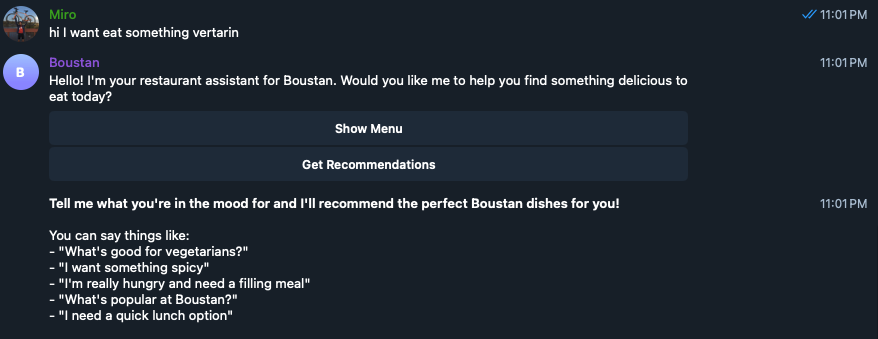 Miro
11:01 PM
hi I want eat something vertarin
B
Boustan
11:01 PM
Hello! I'm your restaurant assistant for Boustan. Would you like me to help you find something delicious to
eat today?
Show Menu
Get Recommendations
Tell me what you're in the mood for and I'll recommend the perfect Boustan dishes for you!
11:01 PM
You can say things like:
- "What's good for vegetarians?"
- "I want something spicy"
- "I'm really hungry and need a filling meal"
- "What's popular at Boustan?"
- "I need a quick lunch option"